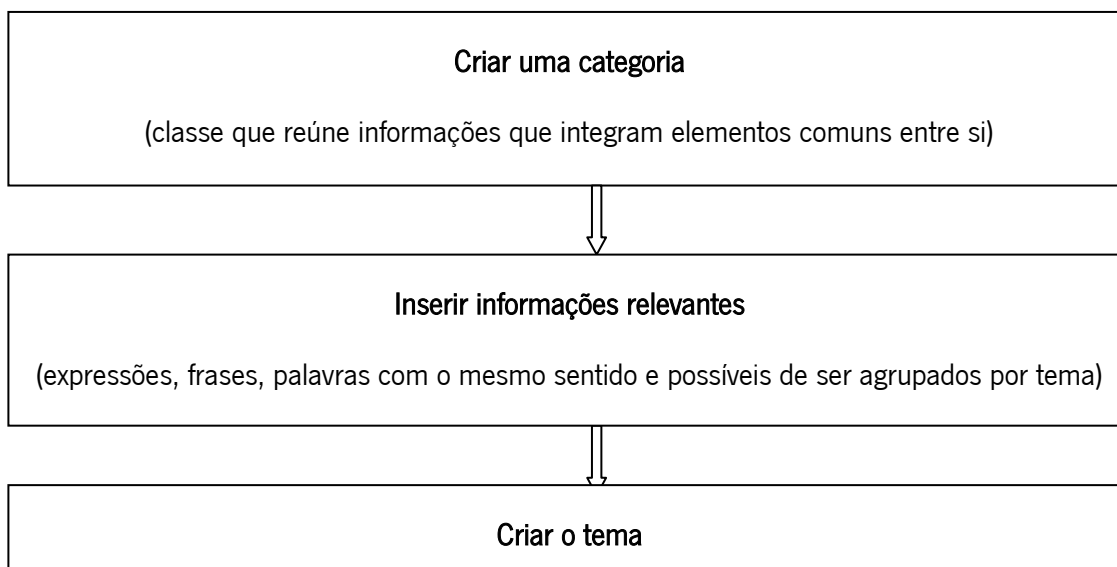 Criar uma categoria
(classe que reúne informações que integram elementos comuns entre si)
Inserir informações relevantes
(expressões, frases, palavras com o mesmo sentido e possíveis de ser agrupados por tema)
Criar o tema